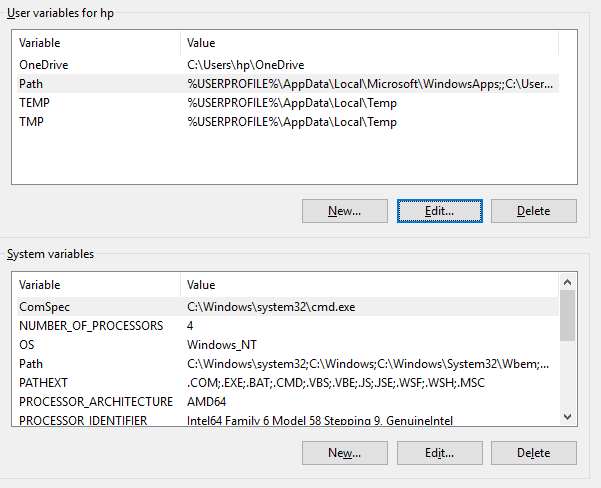 User variables for hp
Variable Value
OneDrive C:\Users\hp\OneDrive
Path %USERPROFILE%\AppData\Local\Microsoft\WindowsApps;;C:\User...
TEMP %USERPROFILE%\AppData\Local\Temp
TMP %USERPROFILE%\AppData\Local\Temp
New... Edit... Delete
System variables
Variable Value
ComSpec C:\Windows\system32\cmd.exe
NUMBER_OF_PROCESSORS 4
OS Windows_NT
Path C:\Windows\system32;C:\Windows;C:\Windows\System32\Wbem;...
PATHEXT .COM;.EXE;.BAT;.CMD;.VBS;.VBE;.JS;.JSE;.WSF;.WSH;.MSC
PROCESSOR_ARCHITECTURE AMD64
PROCESSOR_IDENTIFIER Intel64 Family 6 Model 58 Stepping 9, GenuineIntel
New... Edit... Delete